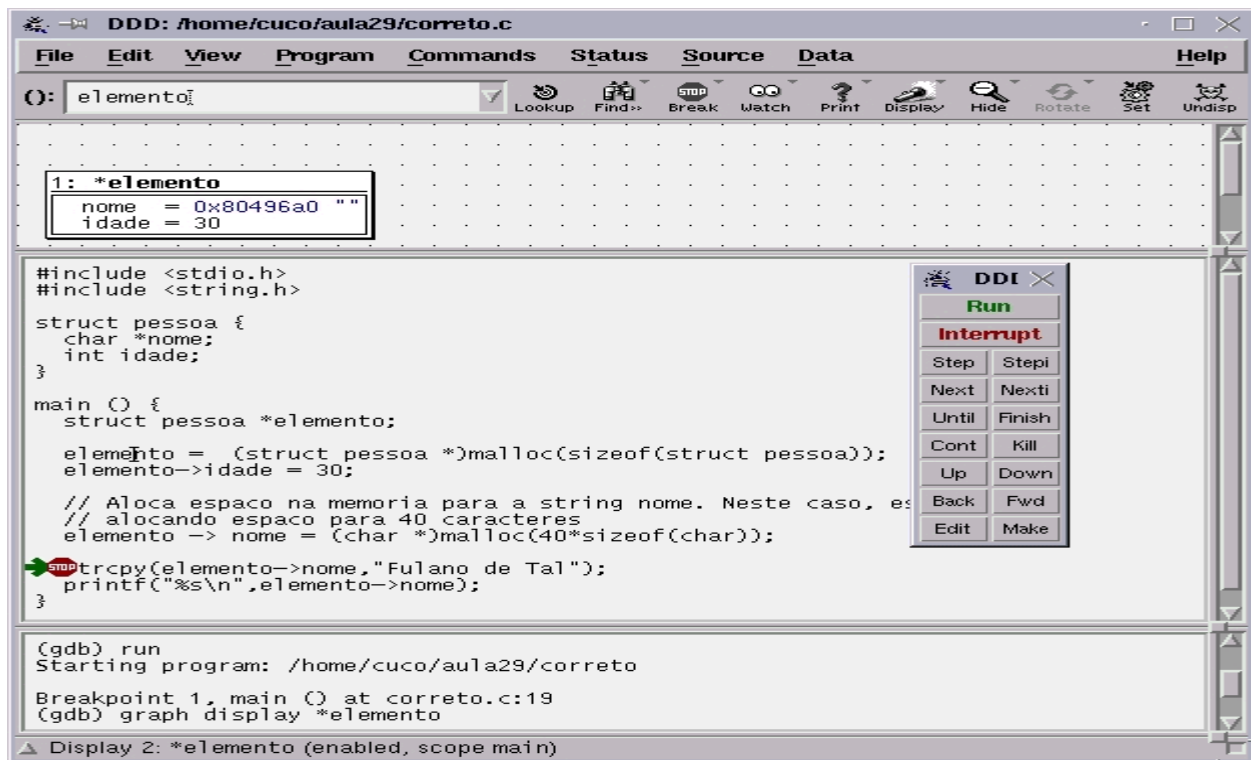 DDD: /home/cuco/aula29/correto.c
File Edit View Program Commands Status Source Data Help
(): elemento
Lookup Find» Break Watch Print Display Hide Rotate Set Undisp
1: *elemento
nome = 0x80496a0 ""
idade = 30
#include <stdio.h>
#include <string.h>
struct pessoa {
char *nome;
int idade;
}
main () {
struct pessoa *elemento;
elemento = (struct pessoa *)malloc(sizeof(struct pessoa));
elemento->idade = 30;
// Aloca espaco na memoria para a string nome. Neste caso, es
// alocando espaco para 40 caracteres
elemento -> nome = (char *)malloc(40*sizeof(char));
STOP trcpy(elemento->nome,"Fulano de Tal");
printf("%s\n",elemento->nome);
}
DDD
Run
Interrupt
Step Stepi
Next Nexti
Until Finish
Cont Kill
Up Down
Back Fwd
Edit Make
(gdb) run
Starting program: /home/cuco/aula29/correto
Breakpoint 1, main () at correto.c:19
(gdb) graph display *elemento
Display 2: *elemento (enabled, scope main)